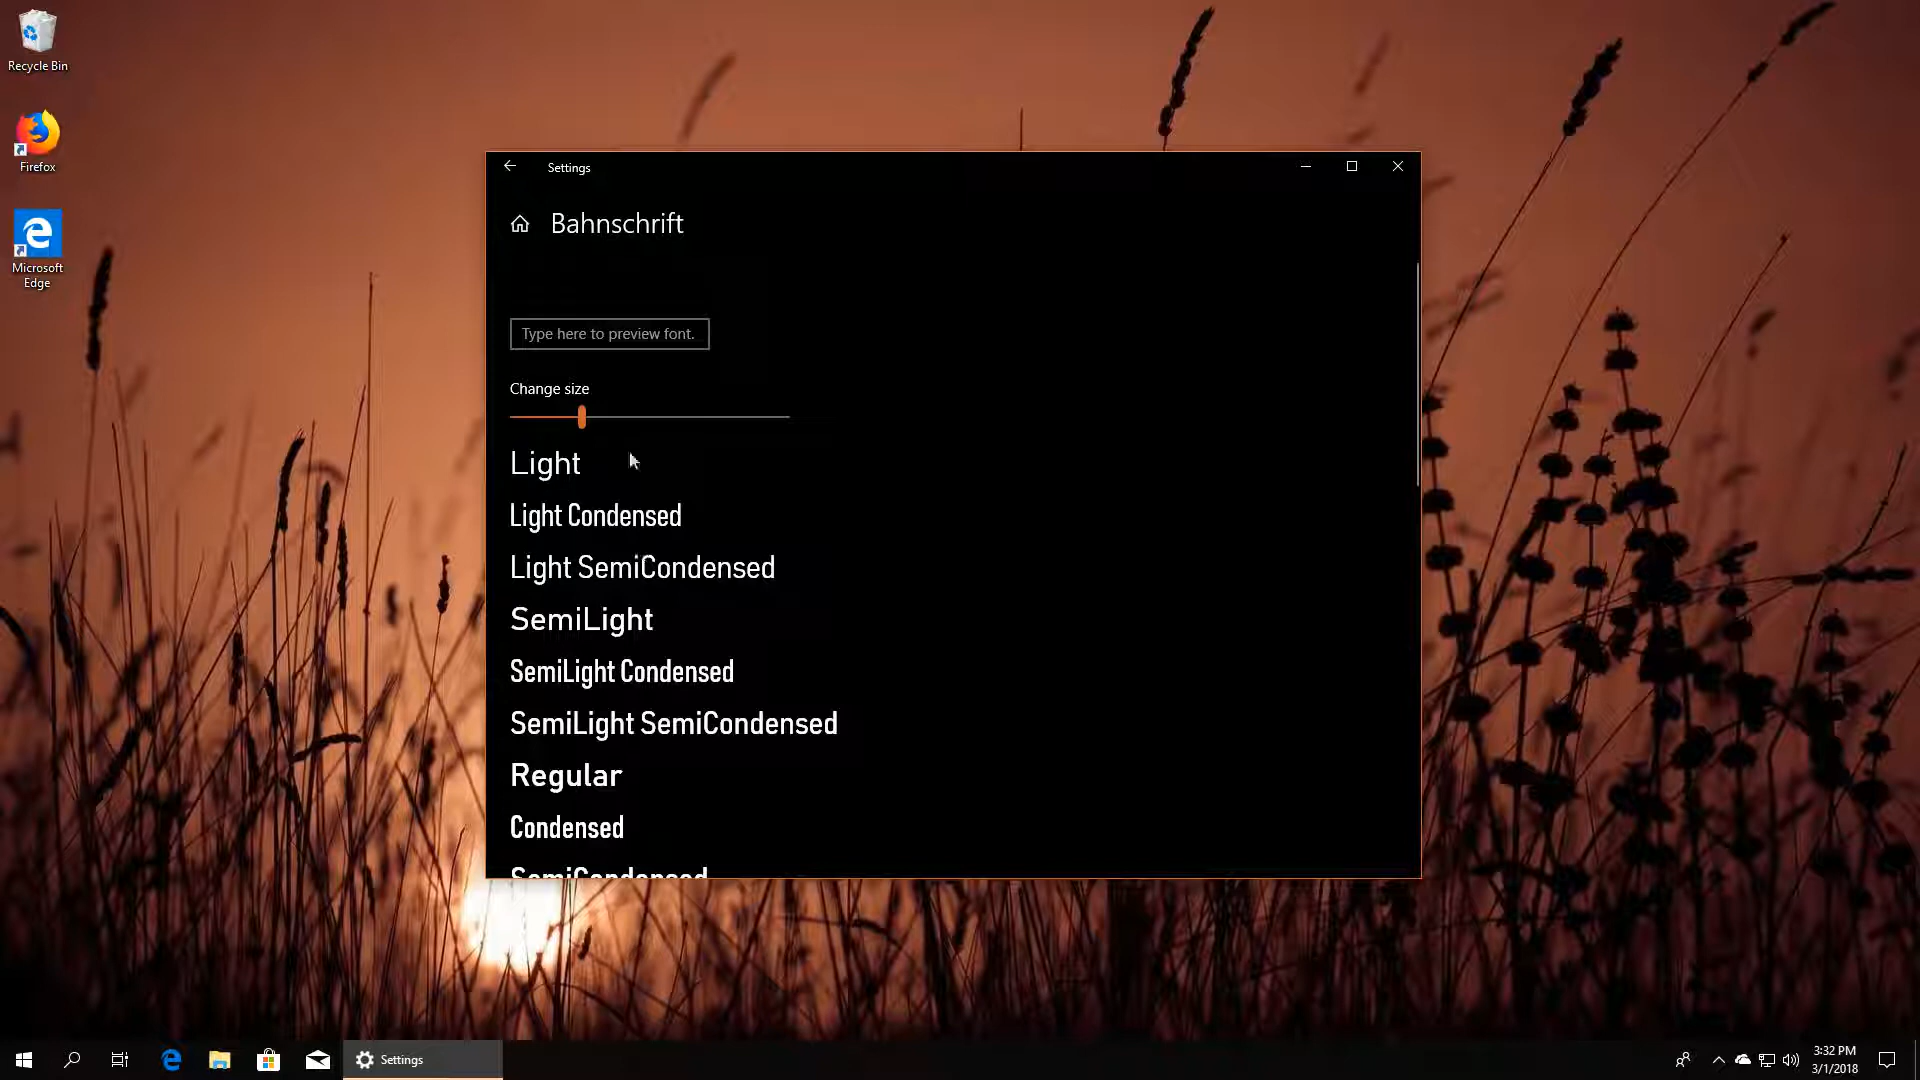 Recycle Bin
Firefox
Microsoft
Edge
Settings
Bahnschrift
Type here to preview font.
Change size
Light
Light Condensed
Light SemiCondensed
SemiLight
SemiLight Condensed
SemiLight SemiCondensed
Regular
Condensed
SemiCondensed
Settings
3:32 PM
3/1/2018